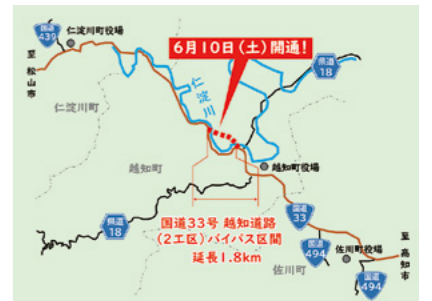 国道
439
仁淀川町役場
至松山市
6月10日(土)開通!
県道
18
仁淀川
仁淀川町
越知町
越知町役場
県道
18
国道33号 越知道路
(2工区)バイパス区間
延長1.8km
国道
33
国道
494
佐川町役場
至高知市
佐川町
国道
494